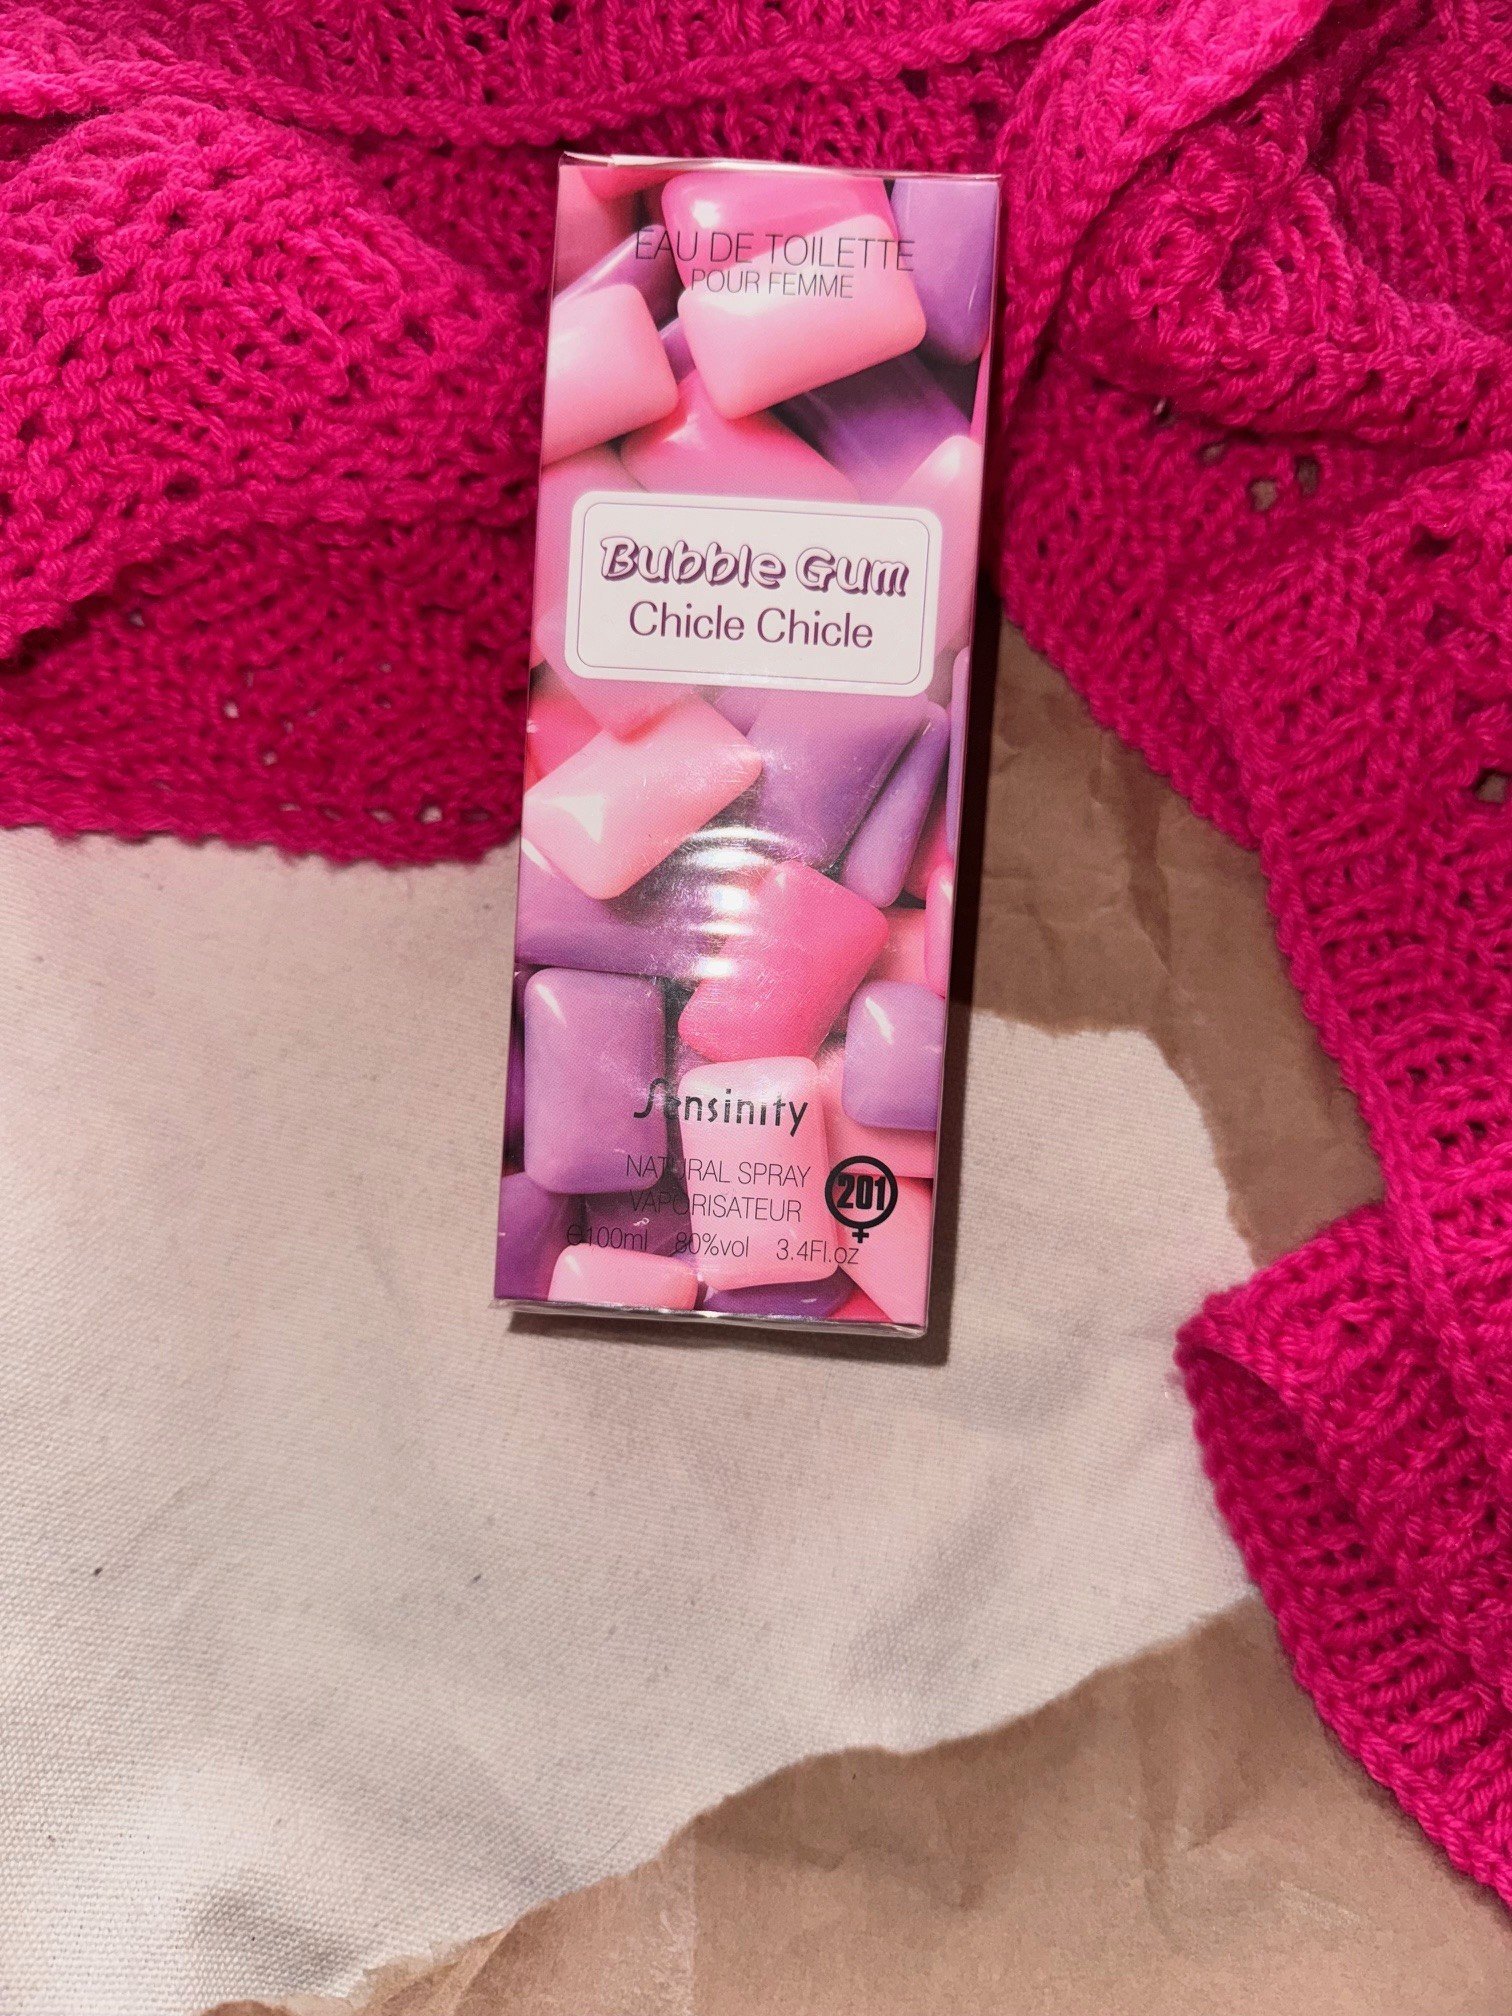 EAU DE TOILETTE
POUR FEMME
Bubble Gum
Chicle Chicle
Sensinity
NATURAL SPRAY
VAPORISATEUR
201
℮100ml 80%vol 3.4Fl.oz